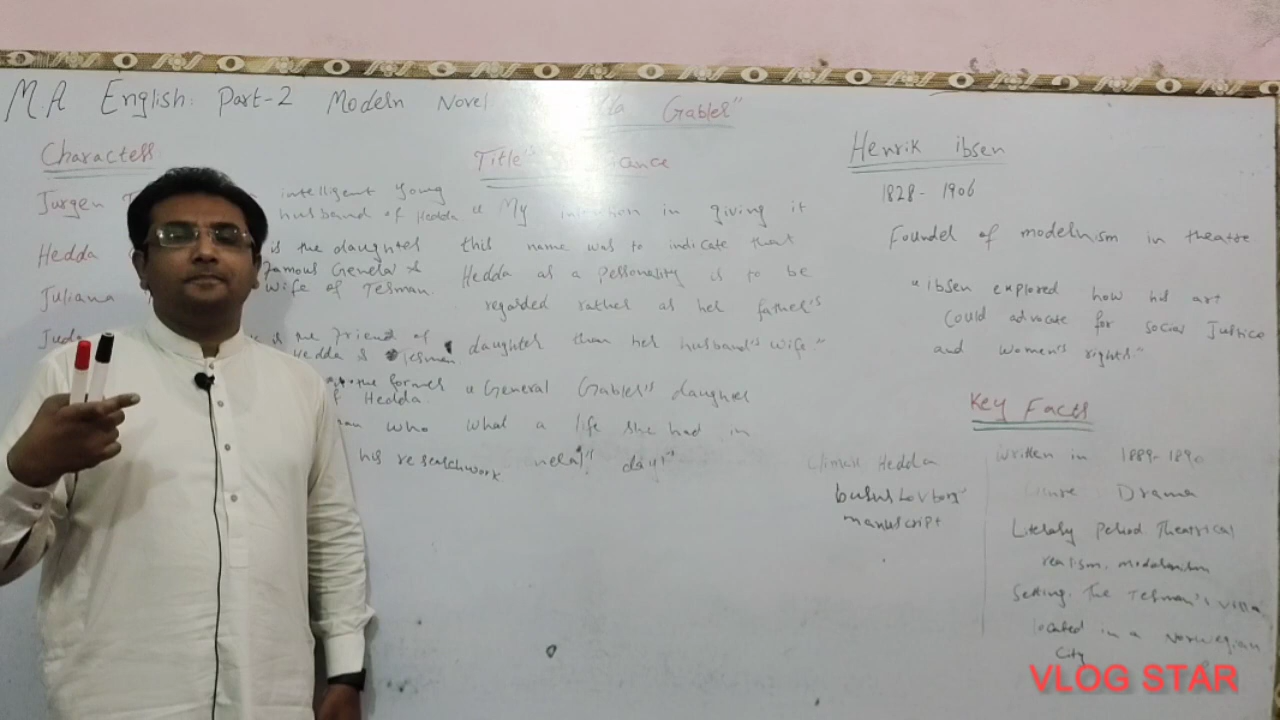 M.A English Part-2 Modern Novel Gabler"
Characters
Jurgen
intelligent young
husband of Hedda
Hedda
is the daughter
famous General &
Wife of Tesman.
Juliana
is the friend of
Hedda & Tesman.
the former
of Hedda.
who
his research work
Title's
"My intention in giving it
this name was to indicate that
Hedda as a personality is to be
regarded rather as her father's
daughter than her husband's wife"
"General Gabler's daughter
what a life she had in
days"
Climax Hedda
burns Lovborg
manuscript
Henrik ibsen
1828 - 1906
Founder of modernism in theatre
"ibsen explored how his art
could advocate for social Justice
and women's rights."
Key Facts
written in 1889-1890
Drama
Literary period Theatrical
realism, modernism
Setting. The Tesman's villa
located in a Norwegian
City
VLOG STAR